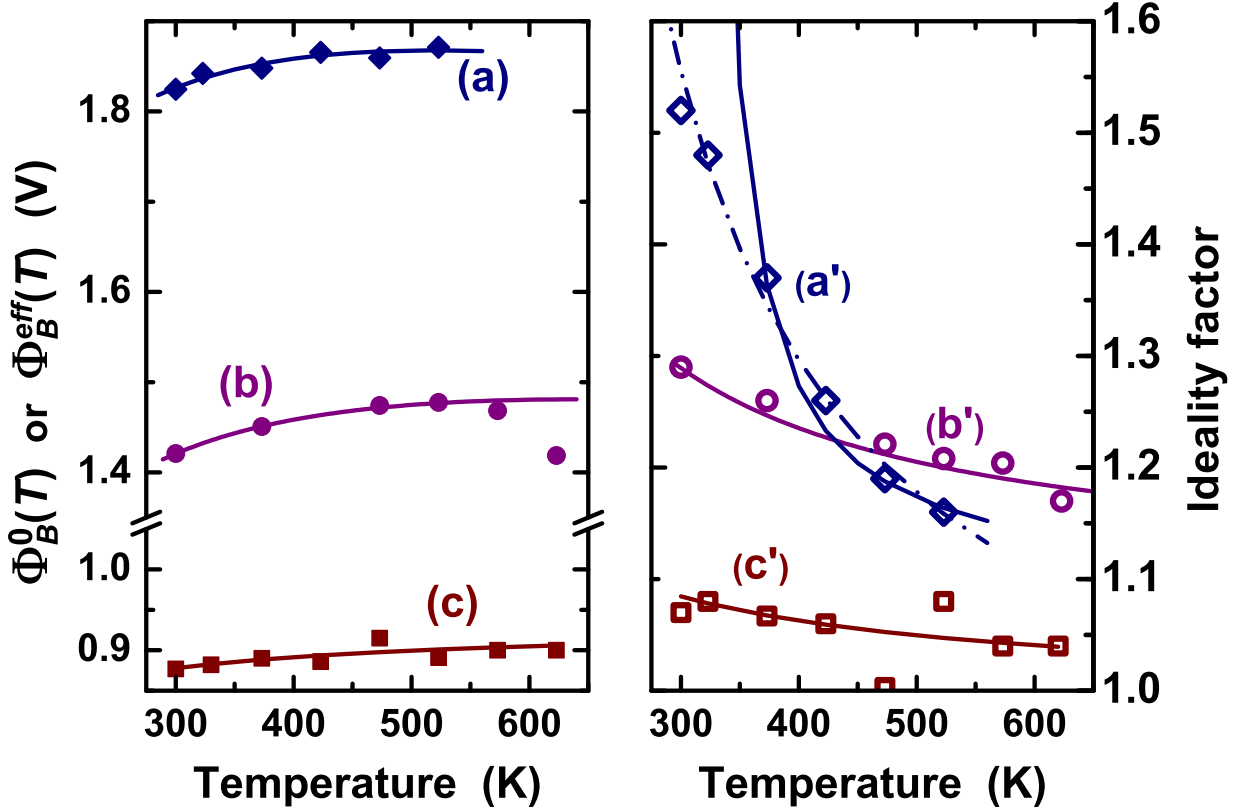 Φ_B^0(T) or Φ_B^eff(T) (V)
1.8
1.6
1.4
1.0
0.9
(a)
(b)
(c)
300 400 500 600
Temperature (K)
1.6
1.5
1.4
1.3
1.2
1.1
1.0
Ideality factor
(a')
(b')
(c')
300 400 500 600
Temperature (K)